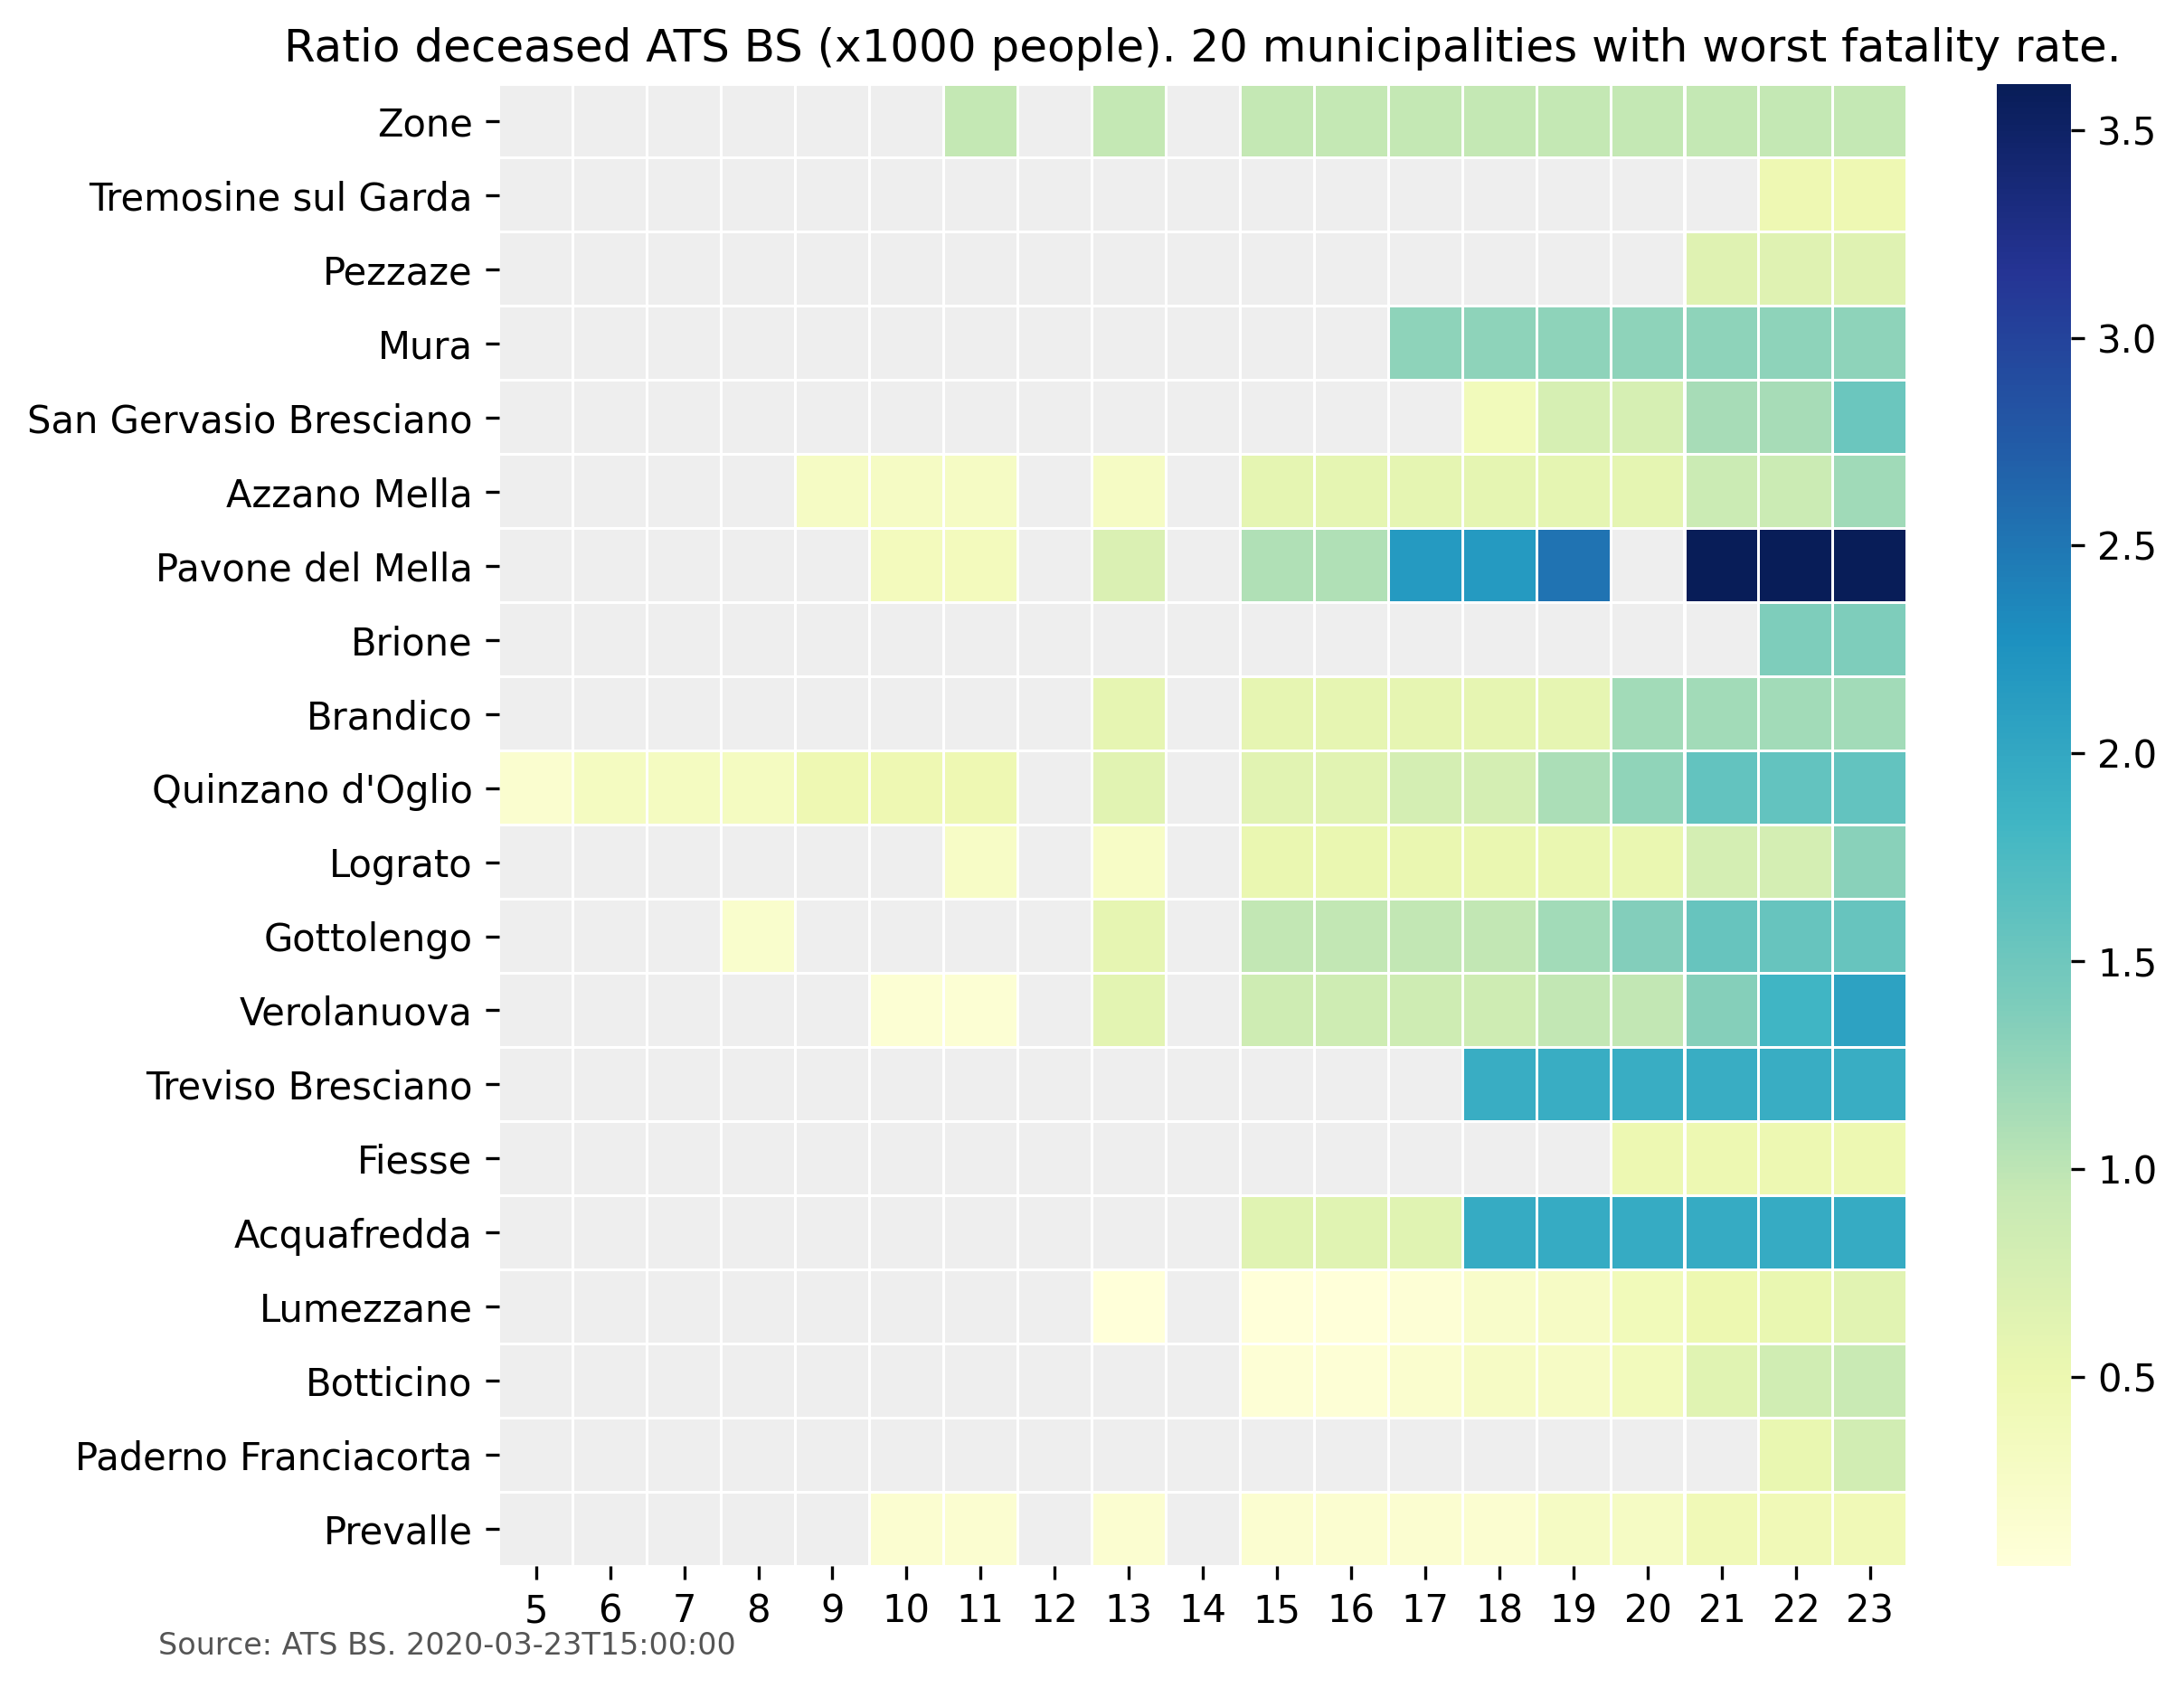 Ratio deceased ATS BS (x1000 people). 20 municipalities with worst fatality rate.
Zone
Tremosine sul Garda
Pezzaze
Mura
San Gervasio Bresciano
Azzano Mella
Pavone del Mella
Brione
Brandico
Quinzano d'Oglio
Lograto
Gottolengo
Verolanuova
Treviso Bresciano
Fiesse
Acquafredda
Lumezzane
Botticino
Paderno Franciacorta
Prevalle
5 6 7 8 9 10 11 12 13 14 15 16 17 18 19 20 21 22 23
3.5
3.0
2.5
2.0
1.5
1.0
0.5
Source: ATS BS. 2020-03-23T15:00:00